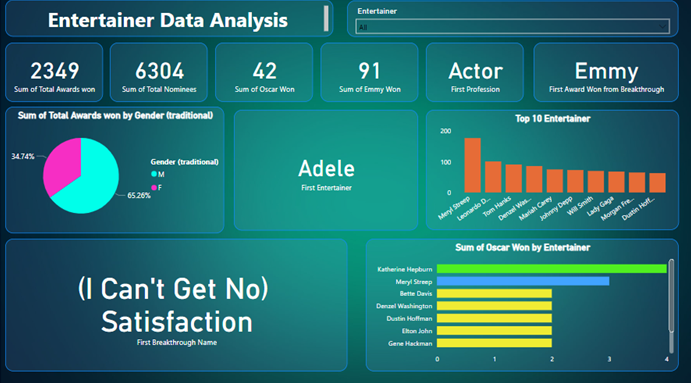 Entertainer Data Analysis
Entertainer
All
2349
Sum of Total Awards won
6304
Sum of Total Nominees
42
Sum of Oscar Won
91
Sum of Emmy Won
Actor
First Profession
Emmy
First Award Won from Breakthrough
Sum of Total Awards won by Gender (traditional)
34.74%
65.26%
Gender (traditional)
M
F
Adele
First Entertainer
Top 10 Entertainer
200
100
0
Meryl Streep
Leonardo D...
Tom Hanks
Denzel Was...
Mariah Carey
Johnny Depp
Will Smith
Lady Gaga
Morgan Fre...
Dustin Hoff...
(I Can't Get No)
Satisfaction
First Breakthrough Name
Sum of Oscar Won by Entertainer
Katherine Hepburn
Meryl Streep
Bette Davis
Denzel Washington
Dustin Hoffman
Elton John
Gene Hackman
0 1 2 3 4